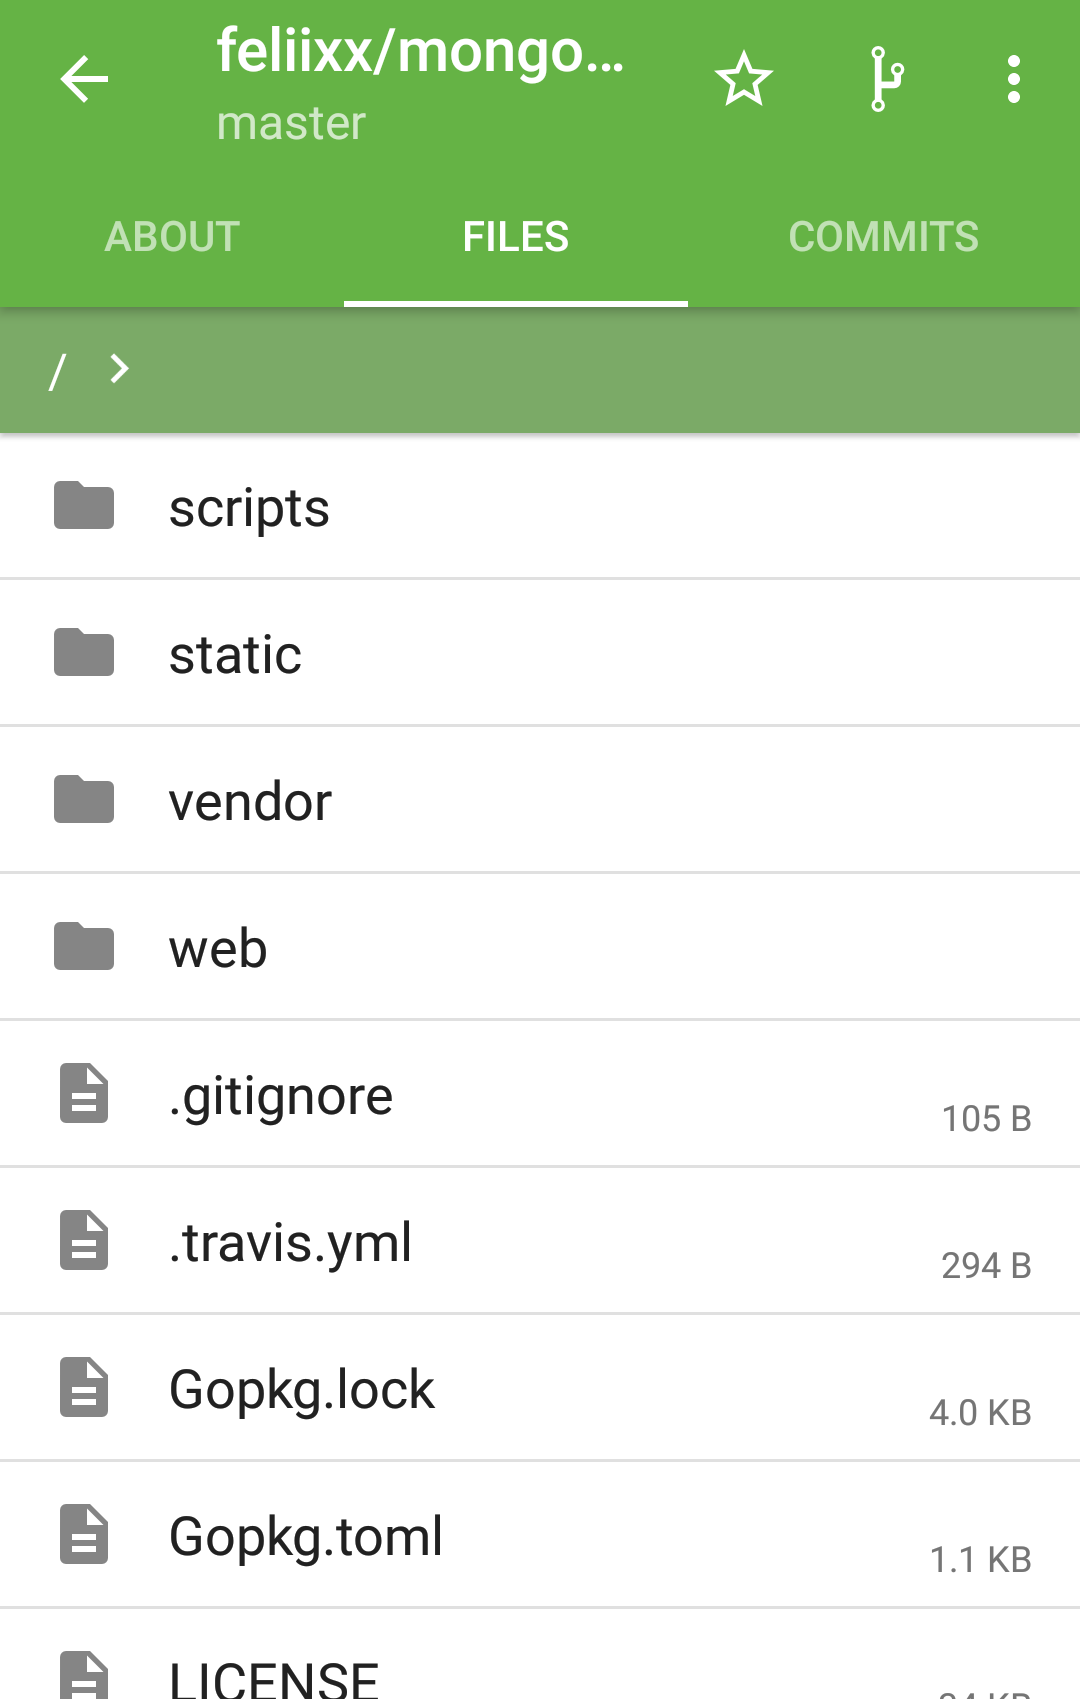 feliixx/mongo...
master
ABOUT FILES COMMITS
/ >
scripts
static
vendor
web
.gitignore
105 B
.travis.yml
294 B
Gopkg.lock
4.0 KB
Gopkg.toml
1.1 KB
LICENSE